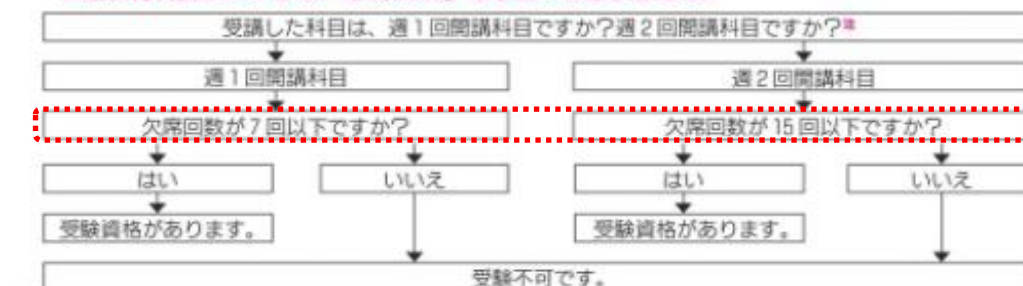 受講した科目は、週1回開講科目ですか?週2回開講科目ですか?注
週1回開講科目
週2回開講科目
欠席回数が7回以下ですか?
欠席回数が15回以下ですか?
はい
いいえ
はい
いいえ
受験資格があります。
受験資格があります。
受験不可です。